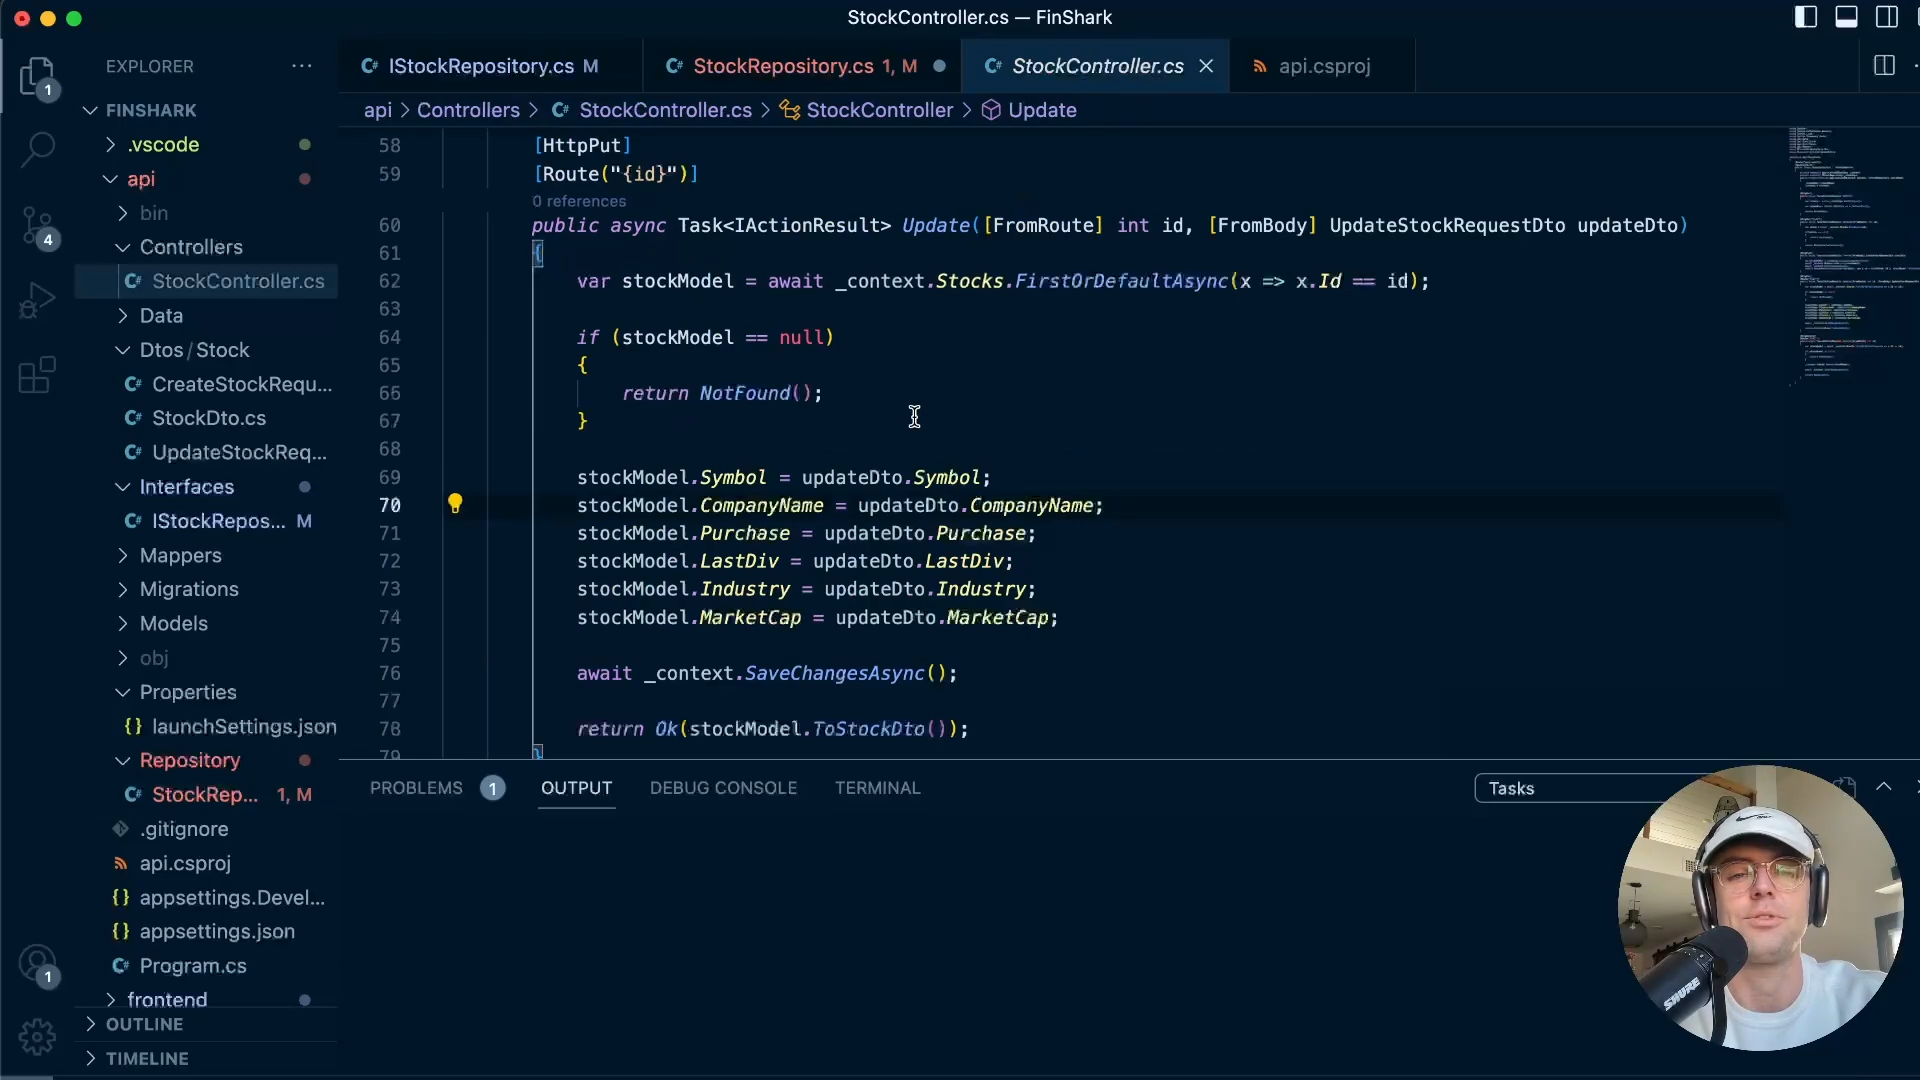 StockController.cs — FinShark
1
EXPLORER
FINSHARK
.vscode
api
bin
Controllers
StockController.cs
Data
Dtos / Stock
CreateStockRequ...
StockDto.cs
UpdateStockReq...
Interfaces
IStockRepos... M
Mappers
Migrations
Models
obj
Properties
{} launchSettings.json
Repository
StockRep... 1, M
.gitignore
api.csproj
{} appsettings.Devel...
{} appsettings.json
Program.cs
frontend
OUTLINE
TIMELINE
4
1
IStockRepository.cs M
StockRepository.cs 1, M
StockController.cs
api.csproj
api > Controllers > StockController.cs > StockController > Update
58 [HttpPut]
59 [Route("{id}")]
0 references
60 public async Task<IActionResult> Update([FromRoute] int id, [FromBody] UpdateStockRequestDto updateDto)
61 {
62 var stockModel = await _context.Stocks.FirstOrDefaultAsync(x => x.Id == id);
63
64 if (stockModel == null)
65 {
66 return NotFound();
67 }
68
69 stockModel.Symbol = updateDto.Symbol;
70 stockModel.CompanyName = updateDto.CompanyName;
71 stockModel.Purchase = updateDto.Purchase;
72 stockModel.LastDiv = updateDto.LastDiv;
73 stockModel.Industry = updateDto.Industry;
74 stockModel.MarketCap = updateDto.MarketCap;
75
76 await _context.SaveChangesAsync();
77
78 return Ok(stockModel.ToStockDto());
79 }
PROBLEMS 1 OUTPUT DEBUG CONSOLE TERMINAL
Tasks
SHURE